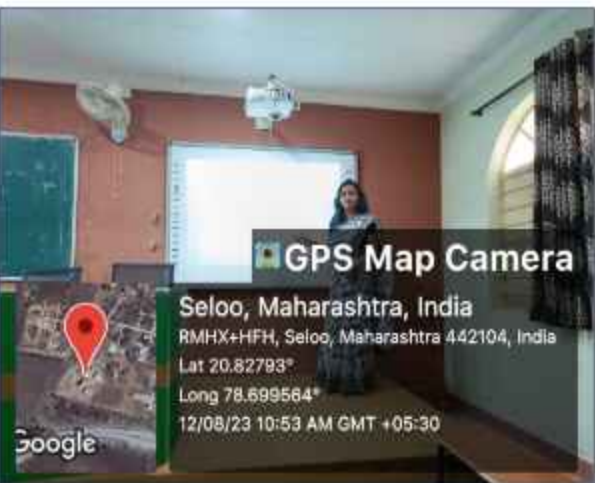 GPS Map Camera
Seloo, Maharashtra, India
RMHX+HFH, Seloo, Maharashtra 442104, India
Lat 20.82793°
Long 78.699564°
12/08/23 10:53 AM GMT +05:30
Google